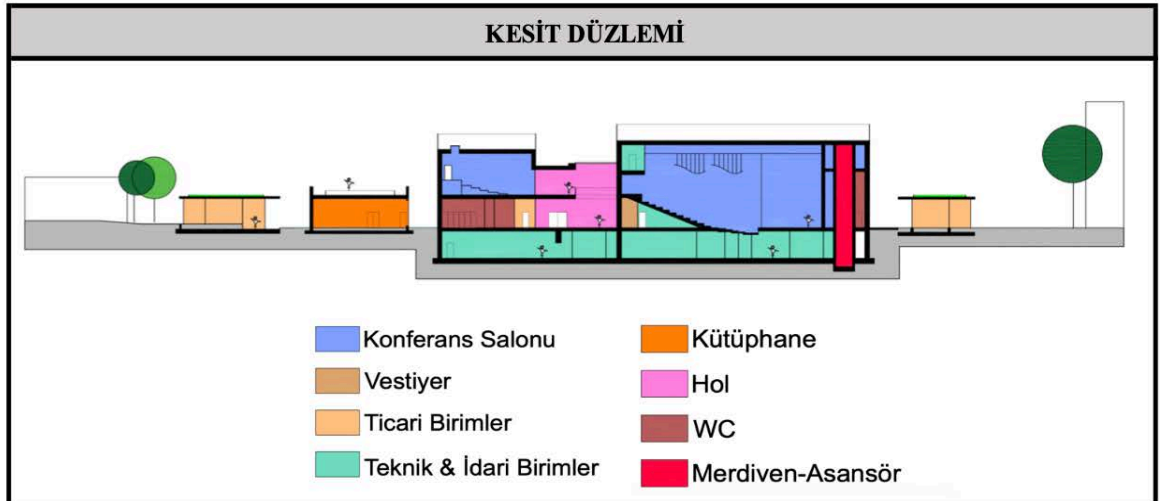 KESİT DÜZLEMİ
Konferans Salonu
Vestiyer
Ticari Birimler
Teknik & İdari Birimler
Kütüphane
Hol
WC
Merdiven-Asansör